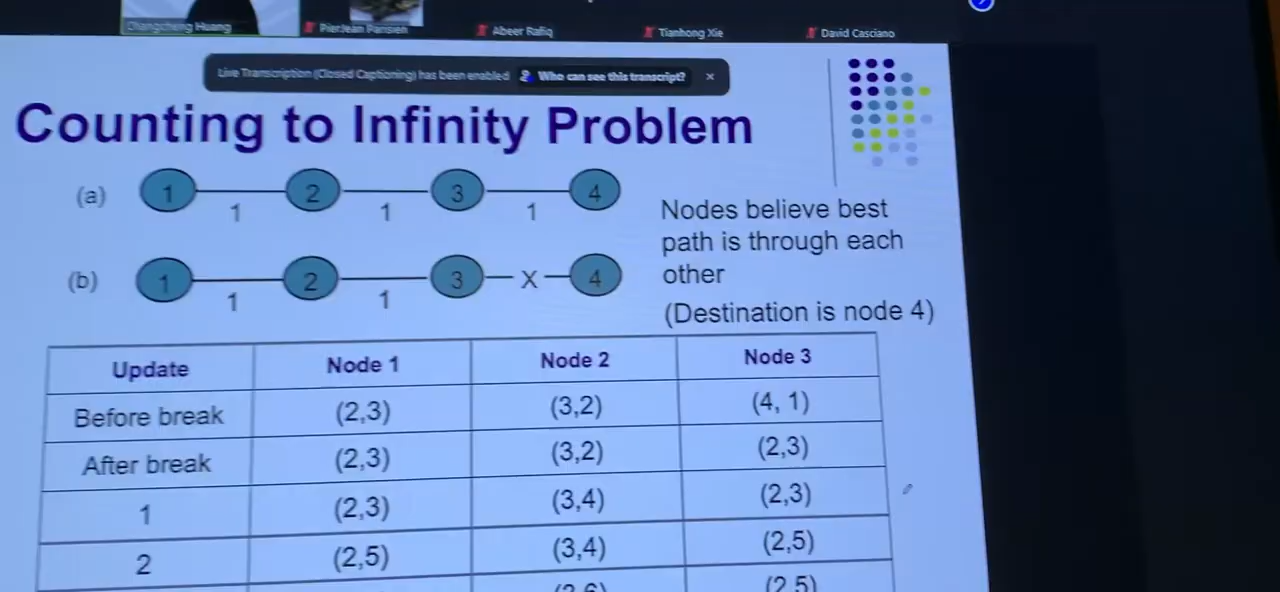 Changcheng Huang
PierJean Parisien
Abeer Rafiq
Tianhong Xie
David Casciano
Live Transcription (Closed Captioning) has been enabled
Who can see this transcript? ×
Counting to Infinity Problem
(a) 1 2 3 4
1 1 1
Nodes believe best
path is through each
other
(Destination is node 4)
(b) 1 2 3 X 4
1 1
Update Node 1 Node 2 Node 3
Before break (2,3) (3,2) (4, 1)
After break (2,3) (3,2) (2,3)
1 (2,3) (3,4) (2,3)
2 (2,5) (3,4) (2,5)
(2,5)